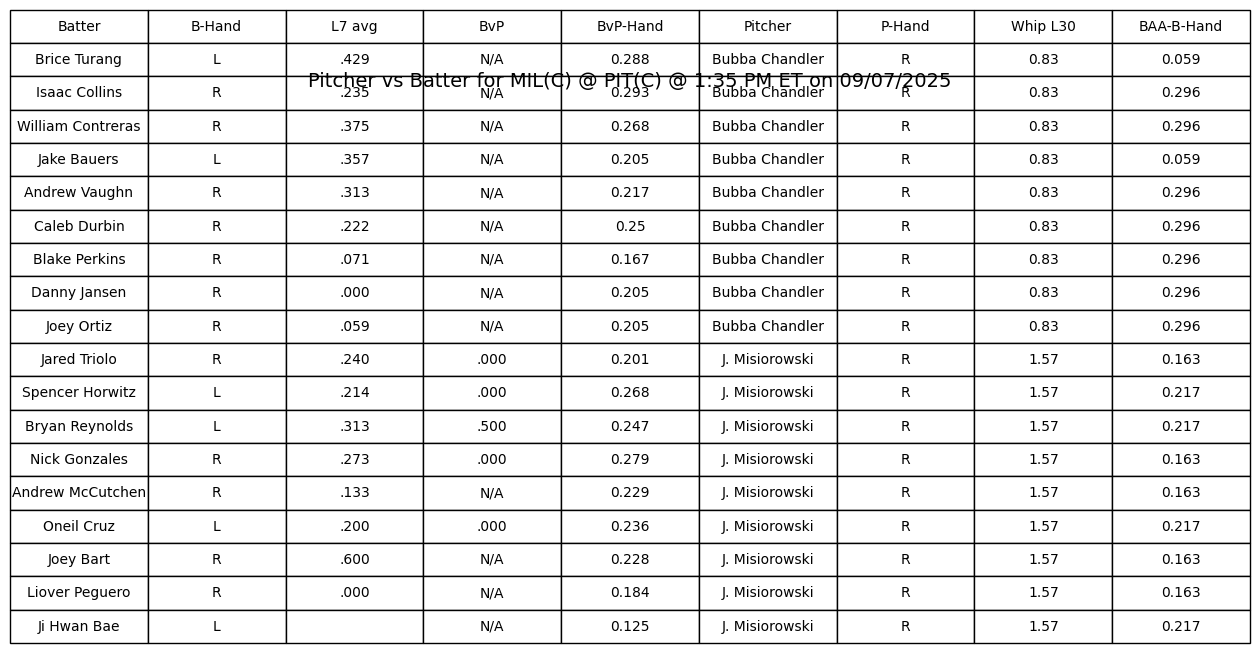 Batter B-Hand L7 avg BvP BvP-Hand Pitcher P-Hand Whip L30 BAA-B-Hand
Brice Turang L .429 N/A 0.288 Bubba Chandler R 0.83 0.059
Pitcher vs Batter for MIL(C) @ PIT(C) @ 1:35 PM ET on 09/07/2025
Isaac Collins R .235 N/A 0.293 Bubba Chandler R 0.83 0.296
William Contreras R .375 N/A 0.268 Bubba Chandler R 0.83 0.296
Jake Bauers L .357 N/A 0.205 Bubba Chandler R 0.83 0.059
Andrew Vaughn R .313 N/A 0.217 Bubba Chandler R 0.83 0.296
Caleb Durbin R .222 N/A 0.25 Bubba Chandler R 0.83 0.296
Blake Perkins R .071 N/A 0.167 Bubba Chandler R 0.83 0.296
Danny Jansen R .000 N/A 0.205 Bubba Chandler R 0.83 0.296
Joey Ortiz R .059 N/A 0.205 Bubba Chandler R 0.83 0.296
Jared Triolo R .240 .000 0.201 J. Misiorowski R 1.57 0.163
Spencer Horwitz L .214 .000 0.268 J. Misiorowski R 1.57 0.217
Bryan Reynolds L .313 .500 0.247 J. Misiorowski R 1.57 0.217
Nick Gonzales R .273 .000 0.279 J. Misiorowski R 1.57 0.163
Andrew McCutchen R .133 N/A 0.229 J. Misiorowski R 1.57 0.163
Oneil Cruz L .200 .000 0.236 J. Misiorowski R 1.57 0.217
Joey Bart R .600 N/A 0.228 J. Misiorowski R 1.57 0.163
Liover Peguero R .000 N/A 0.184 J. Misiorowski R 1.57 0.163
Ji Hwan Bae L N/A 0.125 J. Misiorowski R 1.57 0.217